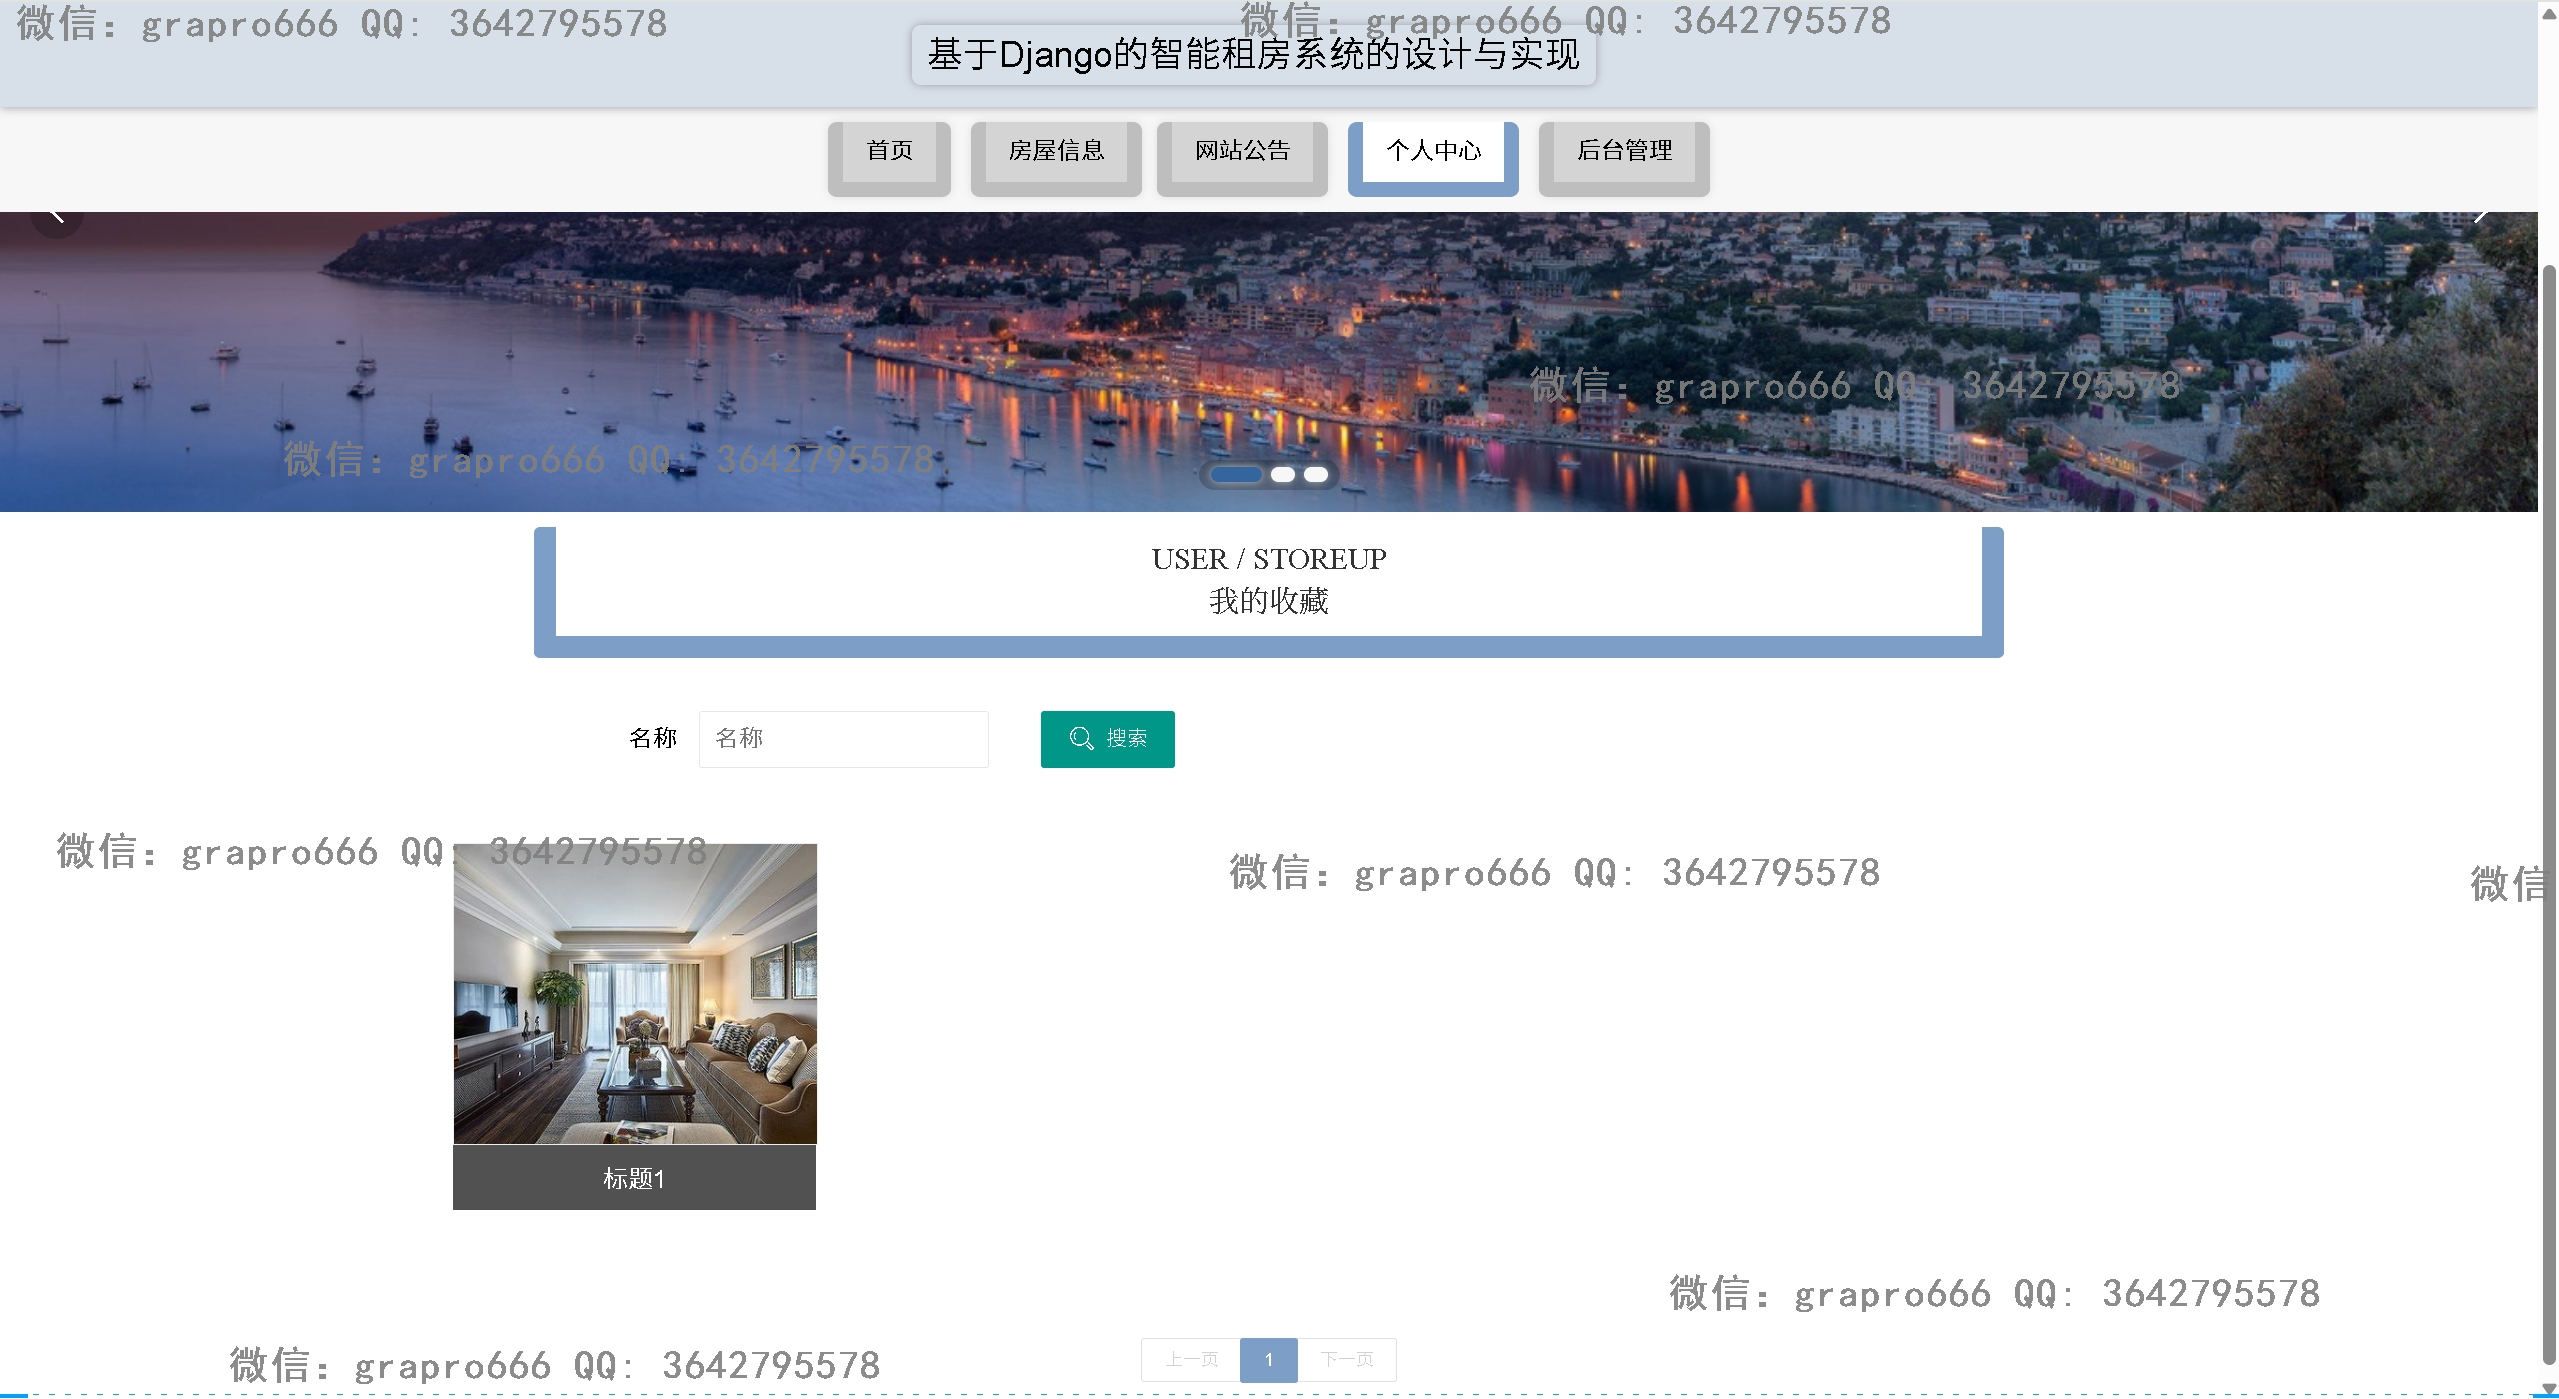 微信: grapro666 QQ: 3642795578
微信: grapro666 QQ: 3642795578
基于Django的智能租房系统的设计与实现
首页
房屋信息
网站公告
个人中心
后台管理
微信: grapro666 QQ: 3642795578
微信: grapro666 QQ: 3642795578
USER / STOREUP
我的收藏
名称
名称
搜索
微信: grapro666 QQ: 3642795578
微信: grapro666 QQ: 3642795578
微信
标题1
微信: grapro666 QQ: 3642795578
微信: grapro666 QQ: 3642795578
上一页
1
下一页